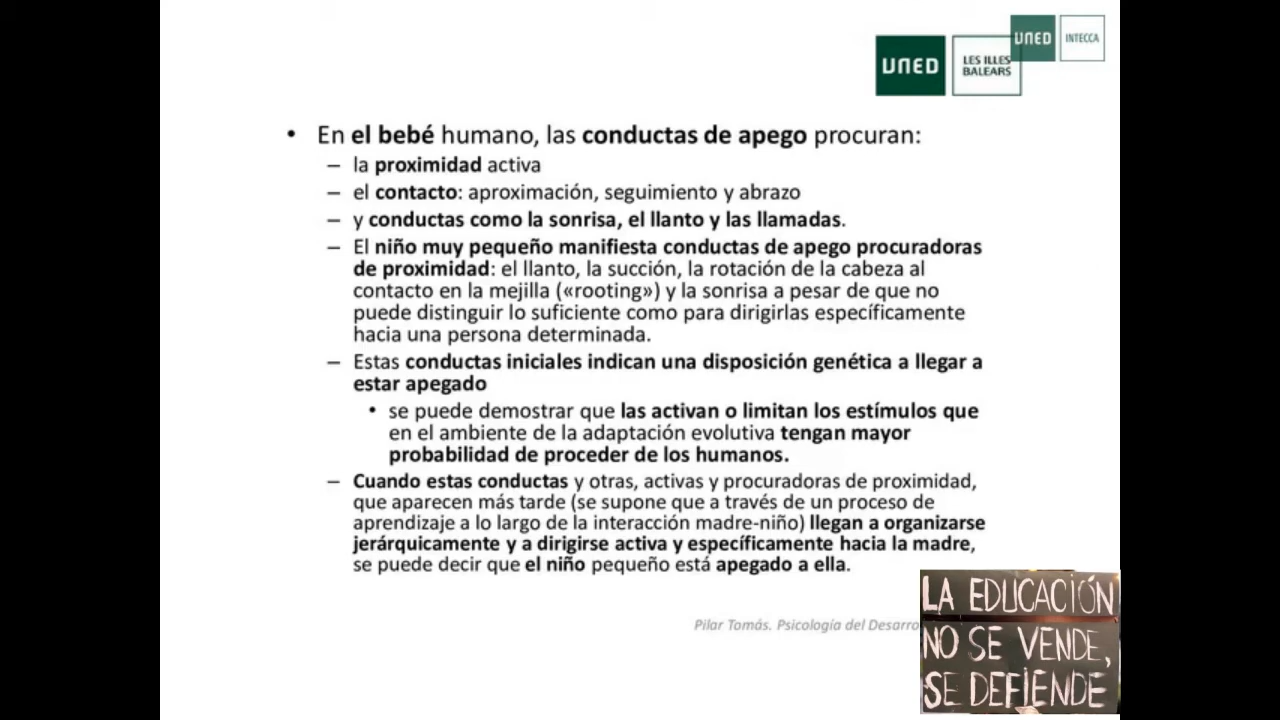 UNED
INTECCA
UNED
LES ILLES
BALEARS
• En el bebé humano, las conductas de apego procuran:
– la proximidad activa
– el contacto: aproximación, seguimiento y abrazo
– y conductas como la sonrisa, el llanto y las llamadas.
– El niño muy pequeño manifiesta conductas de apego procuradoras
de proximidad: el llanto, la succión, la rotación de la cabeza al
contacto en la mejilla («rooting») y la sonrisa a pesar de que no
puede distinguir lo suficiente como para dirigirlas específicamente
hacia una persona determinada.
– Estas conductas iniciales indican una disposición genética a llegar a
estar apegado
• se puede demostrar que las activan o limitan los estímulos que
en el ambiente de la adaptación evolutiva tengan mayor
probabilidad de proceder de los humanos.
– Cuando estas conductas y otras, activas y procuradoras de proximidad,
que aparecen más tarde (se supone que a través de un proceso de
aprendizaje a lo largo de la interacción madre-niño) llegan a organizarse
jerárquicamente y a dirigirse activa y específicamente hacia la madre,
se puede decir que el niño pequeño está apegado a ella.
Pilar Tomás. Psicología del Desarro
LA EDUCACIÓN
NO SE VENDE,
SE DEFIENDE